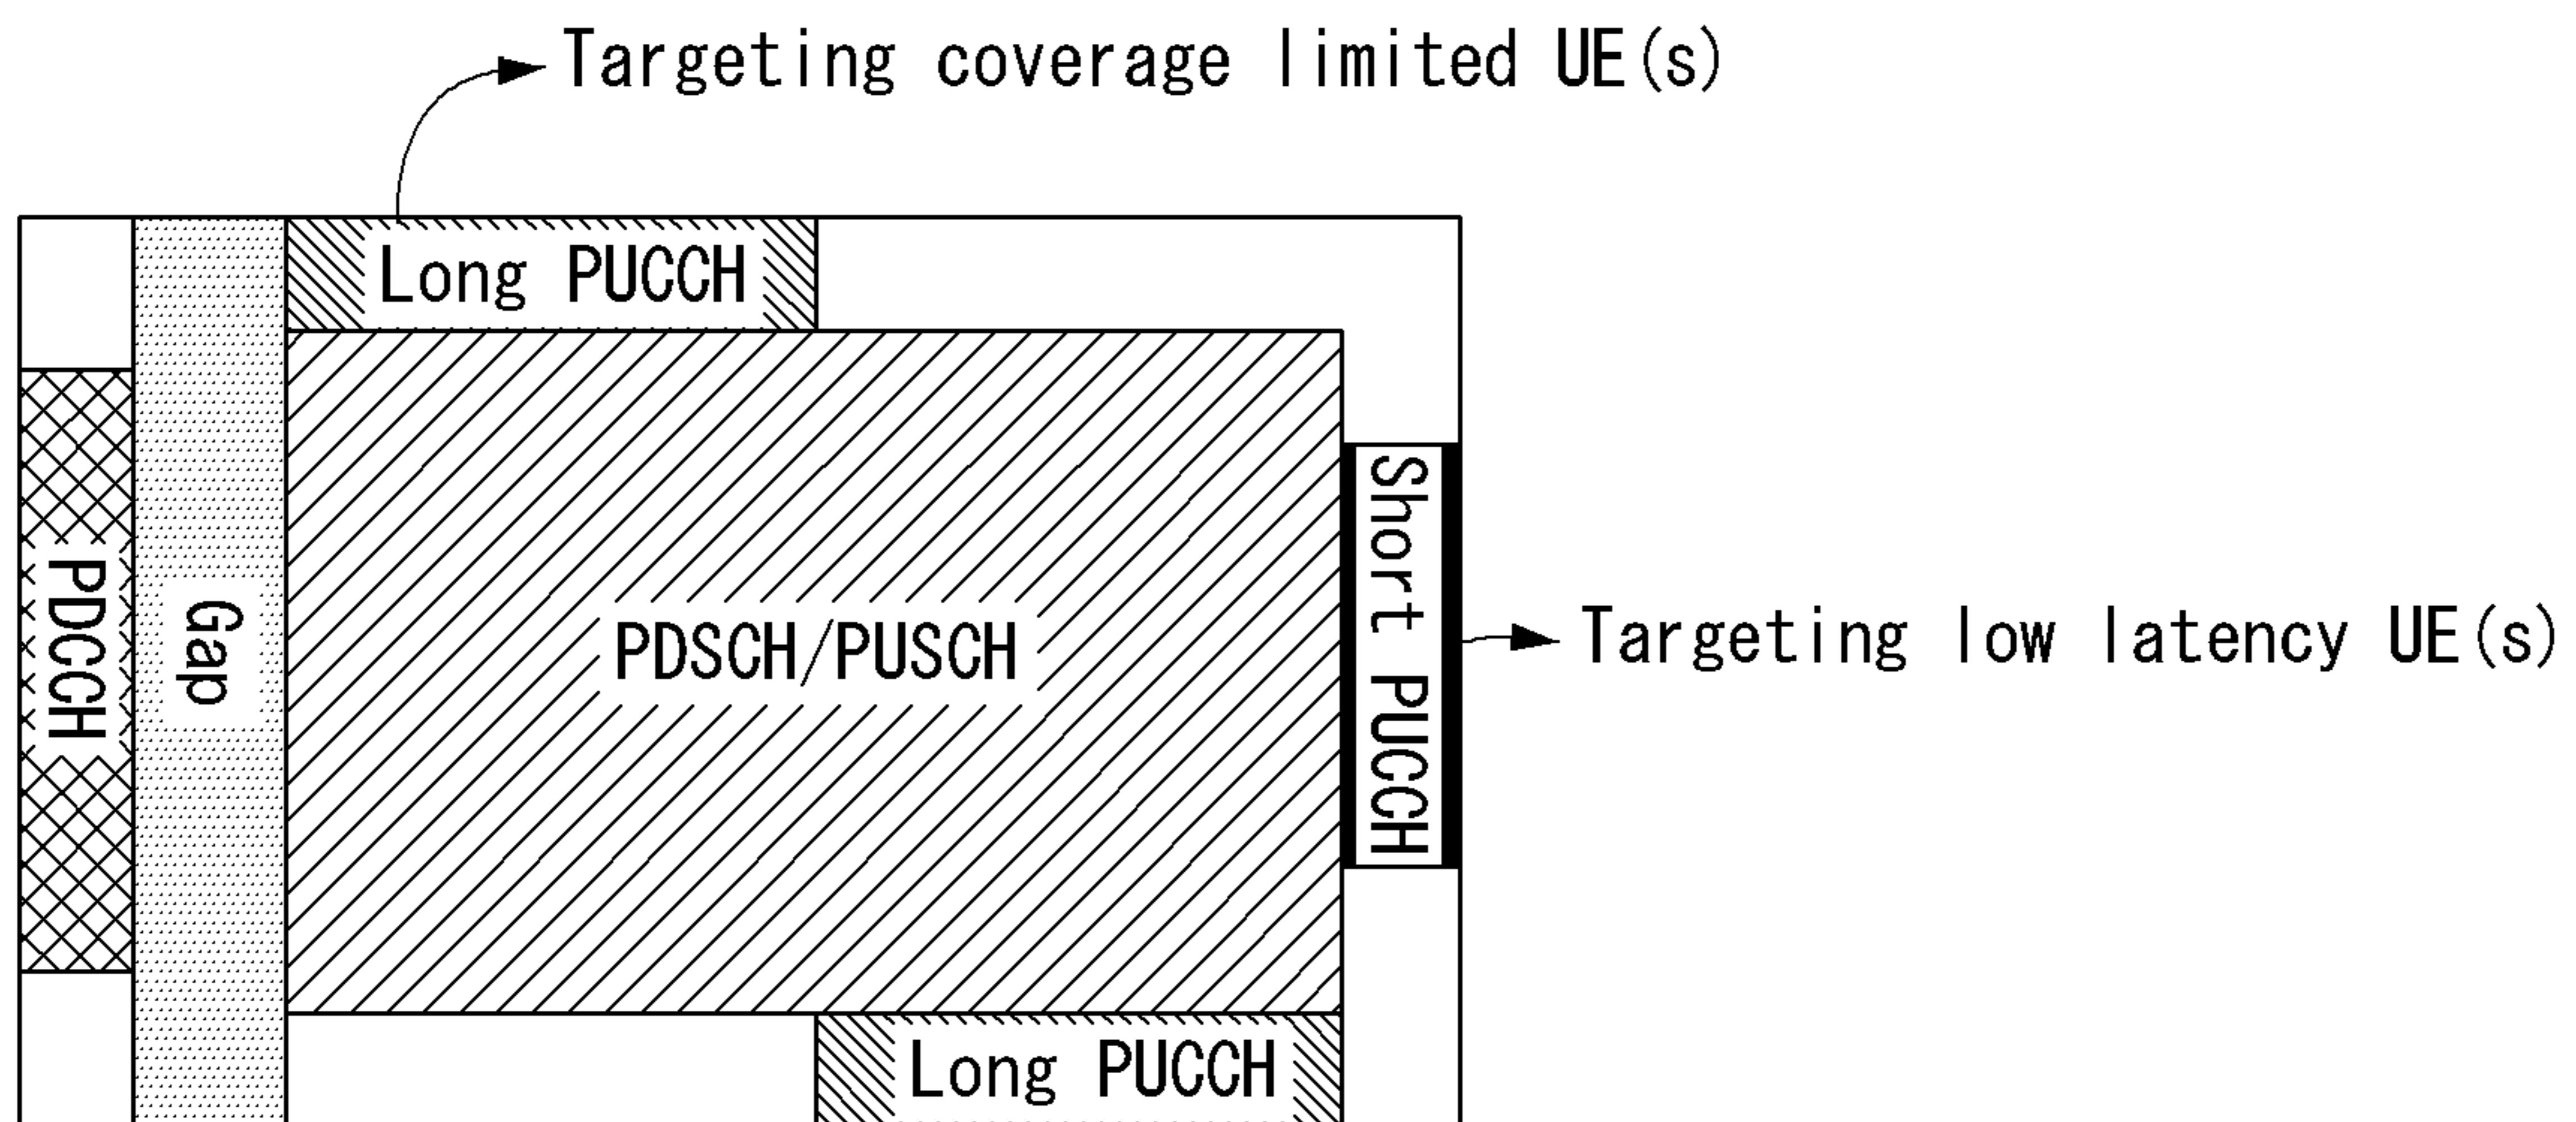 Targeting coverage limited UE(s)
Long PUCCH
PDCCH
Gap
PDSCH/PUSCH
Short PUCCH
Targeting low latency UE(s)
Long PUCCH